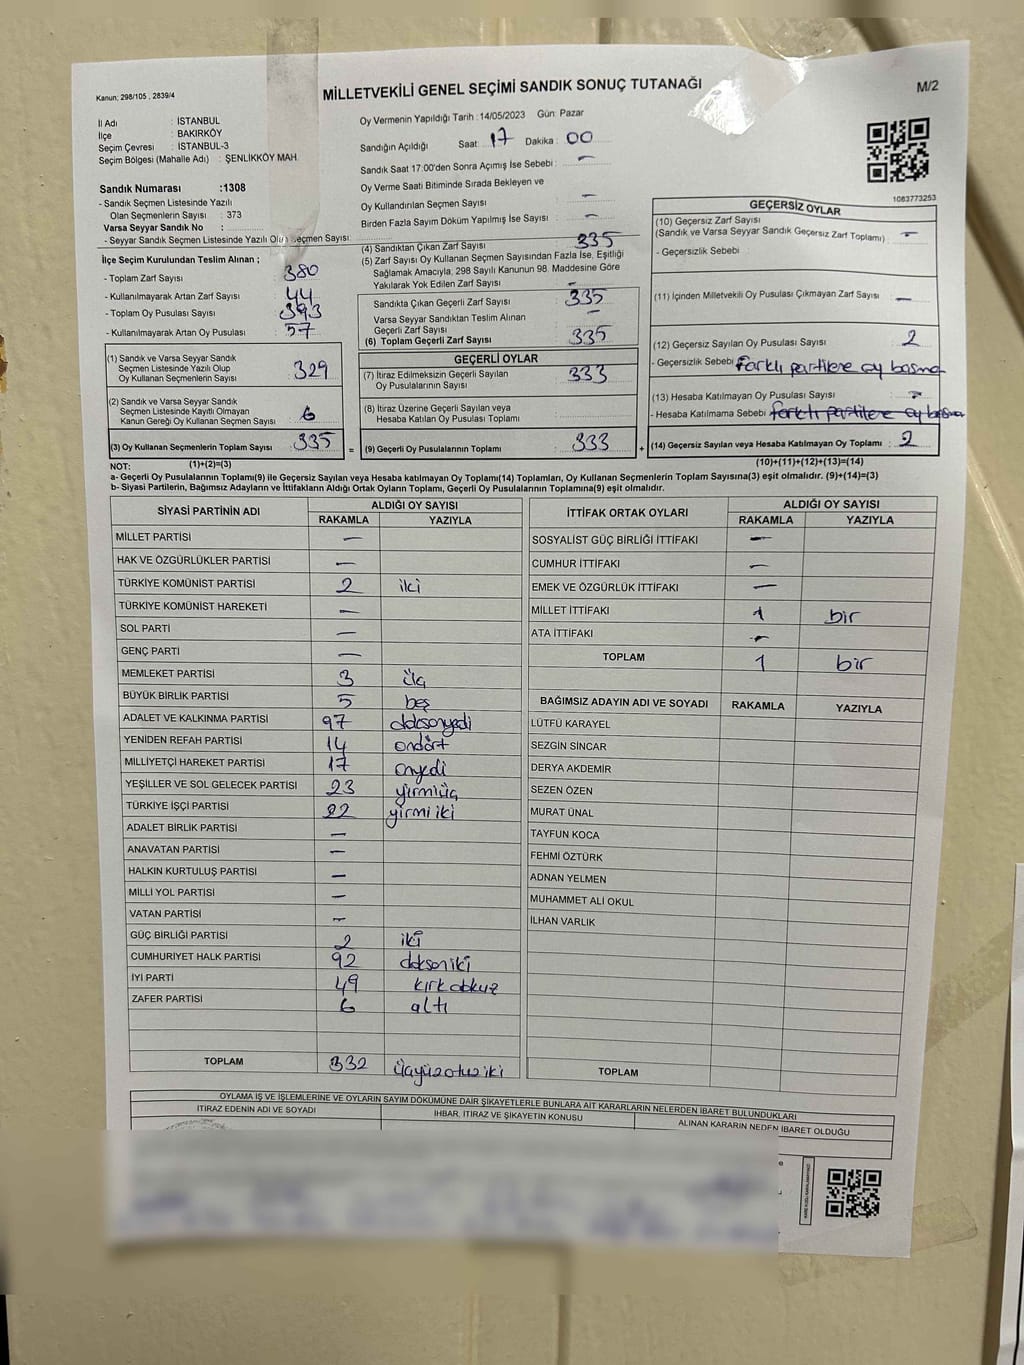 Kanun: 298/105 , 2839/4
MİLLETVEKİLİ GENEL SEÇİMİ SANDIK SONUÇ TUTANAĞI
M/2
İl Adı : İSTANBUL
İlçe : BAKIRKÖY
Seçim Çevresi : İSTANBUL-3
Seçim Bölgesi (Mahalle Adı) : ŞENLİKKÖY MAH.
Sandık Numarası :1308
- Sandık Seçmen Listesinde Yazılı
Olan Seçmenlerin Sayısı : 373
Varsa Seyyar Sandık No :
- Seyyar Sandık Seçmen Listesinde Yazılı Olan Seçmen Sayısı:
İlçe Seçim Kurulundan Teslim Alınan ;
- Toplam Zarf Sayısı : 380
- Kullanılmayarak Artan Zarf Sayısı : 44
- Toplam Oy Pusulası Sayısı : 393
- Kullanılmayarak Artan Oy Pusulası : 57
(1) Sandık ve Varsa Seyyar Sandık
Seçmen Listesinde Yazılı Olup
Oy Kullanan Seçmenlerin Sayısı : 329
(2) Sandık ve Varsa Seyyar Sandık
Seçmen Listesinde Kayıtlı Olmayan
Kanun Gereği Oy Kullanan Seçmen Sayısı : 6
(3) Oy Kullanan Seçmenlerin Toplam Sayısı : 335
(1)+(2)=(3)
Oy Vermenin Yapıldığı Tarih :14/05/2023 Gün: Pazar
Sandığın Açıldığı Saat: 17 Dakika: 00
Sandık Saat 17:00'den Sonra Açımış İse Sebebi : –
Oy Verme Saati Bitiminde Sırada Bekleyen ve
Oy Kullandırılan Seçmen Sayısı : –
Birden Fazla Sayım Döküm Yapılmış İse Sayısı : –
(4) Sandıktan Çıkan Zarf Sayısı : 335
(5) Zarf Sayısı Oy Kullanan Seçmen Sayısından Fazla İse, Eşitliği
Sağlamak Amacıyla, 298 Sayılı Kanunun 98. Maddesine Göre
Yakılarak Yok Edilen Zarf Sayısı : –
Sandıkta Çıkan Geçerli Zarf Sayısı : 335
Varsa Seyyar Sandıktan Teslim Alınan
Geçerli Zarf Sayısı : –
(6) Toplam Geçerli Zarf Sayısı : 335
GEÇERLİ OYLAR
(7) İtiraz Edilmeksizin Geçerli Sayılan
Oy Pusulalarının Sayısı : 333
(8) İtiraz Üzerine Geçerli Sayılan veya
Hesaba Katılan Oy Pusulası Toplamı :
= (9) Geçerli Oy Pusulalarının Toplamı : 333
1083773253
GEÇERSİZ OYLAR
(10) Geçersiz Zarf Sayısı
(Sandık ve Varsa Seyyar Sandık Geçersiz Zarf Toplamı) : –
- Geçersizlik Sebebi :
(11) İçinden Milletvekili Oy Pusulası Çıkmayan Zarf Sayısı : –
(12) Geçersiz Sayılan Oy Pusulası Sayısı : 2
- Geçersizlik Sebebi : Farklı partilere oy basma
(13) Hesaba Katılmayan Oy Pusulası Sayısı : –
- Hesaba Katılmama Sebebi : farklı partilere oy basma
+ (14) Geçersiz Sayılan veya Hesaba Katılmayan Oy Toplamı : 2
(10)+(11)+(12)+(13)=(14)
NOT:
a- Geçerli Oy Pusulalarının Toplamı(9) ile Geçersiz Sayılan veya Hesaba Katılmayan Oy Toplamı(14) Toplamları, Oy Kullanan Seçmenlerin Toplam Sayısına(3) eşit olmalıdır. (9)+(14)=(3)
b- Siyasi Partilerin, Bağımsız Adayların ve İttifakların Aldığı Ortak Oyların Toplamı, Geçerli Oy Pusulalarının Toplamına(9) eşit olmalıdır.
SİYASİ PARTİNİN ADI ALDIĞI OY SAYISI
RAKAMLA YAZIYLA
MİLLET PARTİSİ –
HAK VE ÖZGÜRLÜKLER PARTİSİ –
TÜRKİYE KOMÜNİST PARTİSİ 2 iki
TÜRKİYE KOMÜNİST HAREKETİ –
SOL PARTİ –
GENÇ PARTİ –
MEMLEKET PARTİSİ 3 üç
BÜYÜK BİRLİK PARTİSİ 5 beş
ADALET VE KALKINMA PARTİSİ 97 doksanyedi
YENİDEN REFAH PARTİSİ 14 ondört
MİLLİYETÇİ HAREKET PARTİSİ 17 onyedi
YEŞİLLER VE SOL GELECEK PARTİSİ 23 yirmiüç
TÜRKİYE İŞÇİ PARTİSİ 22 yirmi iki
ADALET BİRLİK PARTİSİ –
ANAVATAN PARTİSİ –
HALKIN KURTULUŞ PARTİSİ –
MİLLİ YOL PARTİSİ –
VATAN PARTİSİ –
GÜÇ BİRLİĞİ PARTİSİ 2 iki
CUMHURİYET HALK PARTİSİ 92 doksan iki
İYİ PARTİ 49 kırk dokuz
ZAFER PARTİSİ 6 altı
TOPLAM 332 üçyüzotuziki
İTTİFAK ORTAK OYLARI ALDIĞI OY SAYISI
RAKAMLA YAZIYLA
SOSYALİST GÜÇ BİRLİĞİ İTTİFAKI –
CUMHUR İTTİFAKI –
EMEK VE ÖZGÜRLÜK İTTİFAKI –
MİLLET İTTİFAKI 1 bir
ATA İTTİFAKI –
TOPLAM 1 bir
BAĞIMSIZ ADAYIN ADI VE SOYADI RAKAMLA YAZIYLA
LÜTFÜ KARAYEL
SEZGİN SİNCAR
DERYA AKDEMİR
SEZEN ÖZEN
MURAT ÜNAL
TAYFUN KOCA
FEHMİ ÖZTÜRK
ADNAN YELMEN
MUHAMMET ALİ OKUL
İLHAN VARLIK
TOPLAM
OYLAMA İŞ VE İŞLEMLERİNE VE OYLARIN SAYIM DÖKÜMÜNE DAİR ŞİKAYETLERLE BUNLARA AİT KARARLARIN NELERDEN İBARET BULUNDUKLARI
İTİRAZ EDENİN ADI VE SOYADI İHBAR, İTİRAZ VE ŞİKAYETİN KONUSU ALINAN KARARIN NEDEN İBARET OLDUĞU